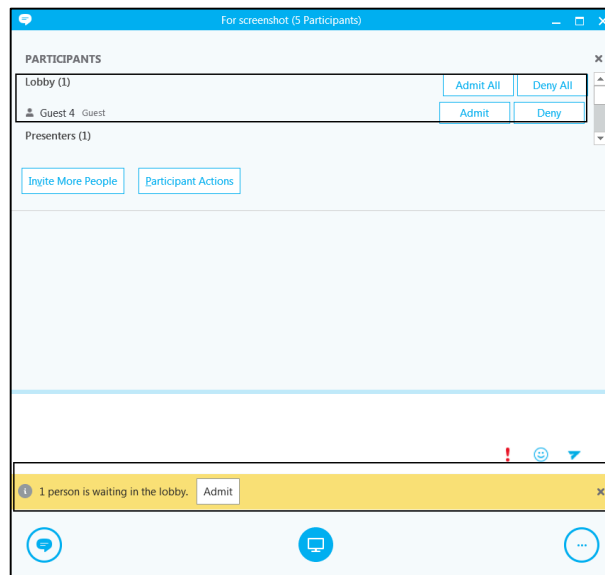 For screenshot (5 Participants)
PARTICIPANTS
Lobby (1)
Admit All
Deny All
Guest 4 Guest
Admit
Deny
Presenters (1)
Invite More People
Participant Actions
1 person is waiting in the lobby.
Admit